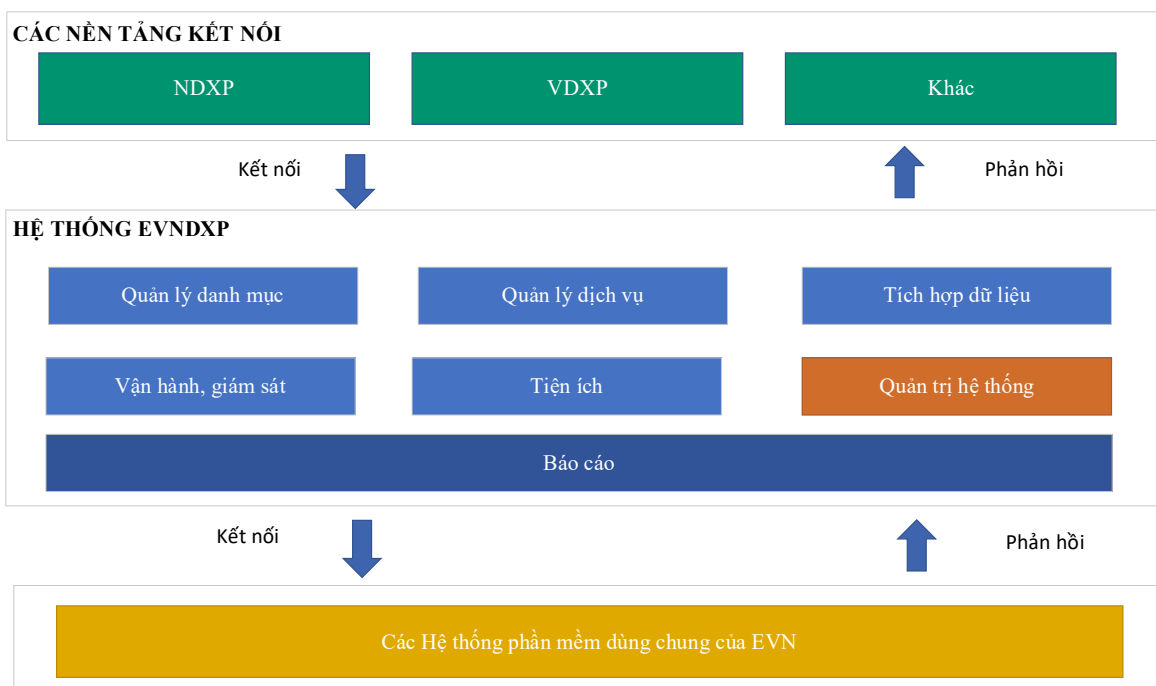 CÁC NỀN TẢNG KẾT NỐI
NDXP
VDXP
Khác
Kết nối
Phản hồi
HỆ THỐNG EVNDXP
Quản lý danh mục
Quản lý dịch vụ
Tích hợp dữ liệu
Vận hành, giám sát
Tiện ích
Quản trị hệ thống
Báo cáo
Kết nối
Phản hồi
Các Hệ thống phần mềm dùng chung của EVN